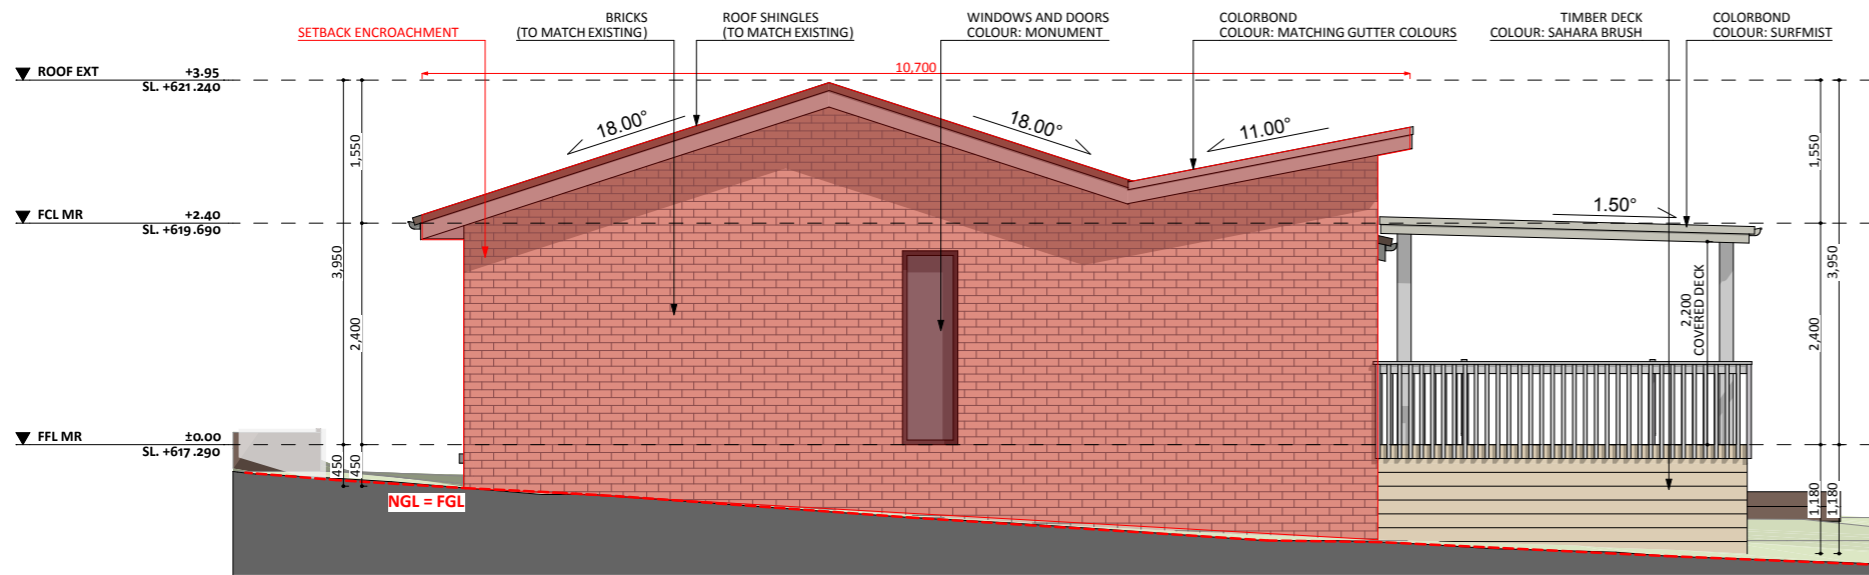 SETBACK ENCROACHMENT
BRICKS
(TO MATCH EXISTING)
ROOF SHINGLES
(TO MATCH EXISTING)
WINDOWS AND DOORS
COLOUR: MONUMENT
COLORBOND
COLOUR: MATCHING GUTTER COLOURS
TIMBER DECK
COLOUR: SAHARA BRUSH
COLORBOND
COLOUR: SURFMIST
ROOF EXT +3.95
SL. +621.240
10,700
18.00°
18.00°
11.00°
1,550
1,550
FCL MR +2.40
SL. +619.690
1.50°
3,950
2,400
2,200
COVERED DECK
2,400
3,950
FFL MR ±0.00
SL. +617.290
450
450
NGL = FGL
1,180
1,180